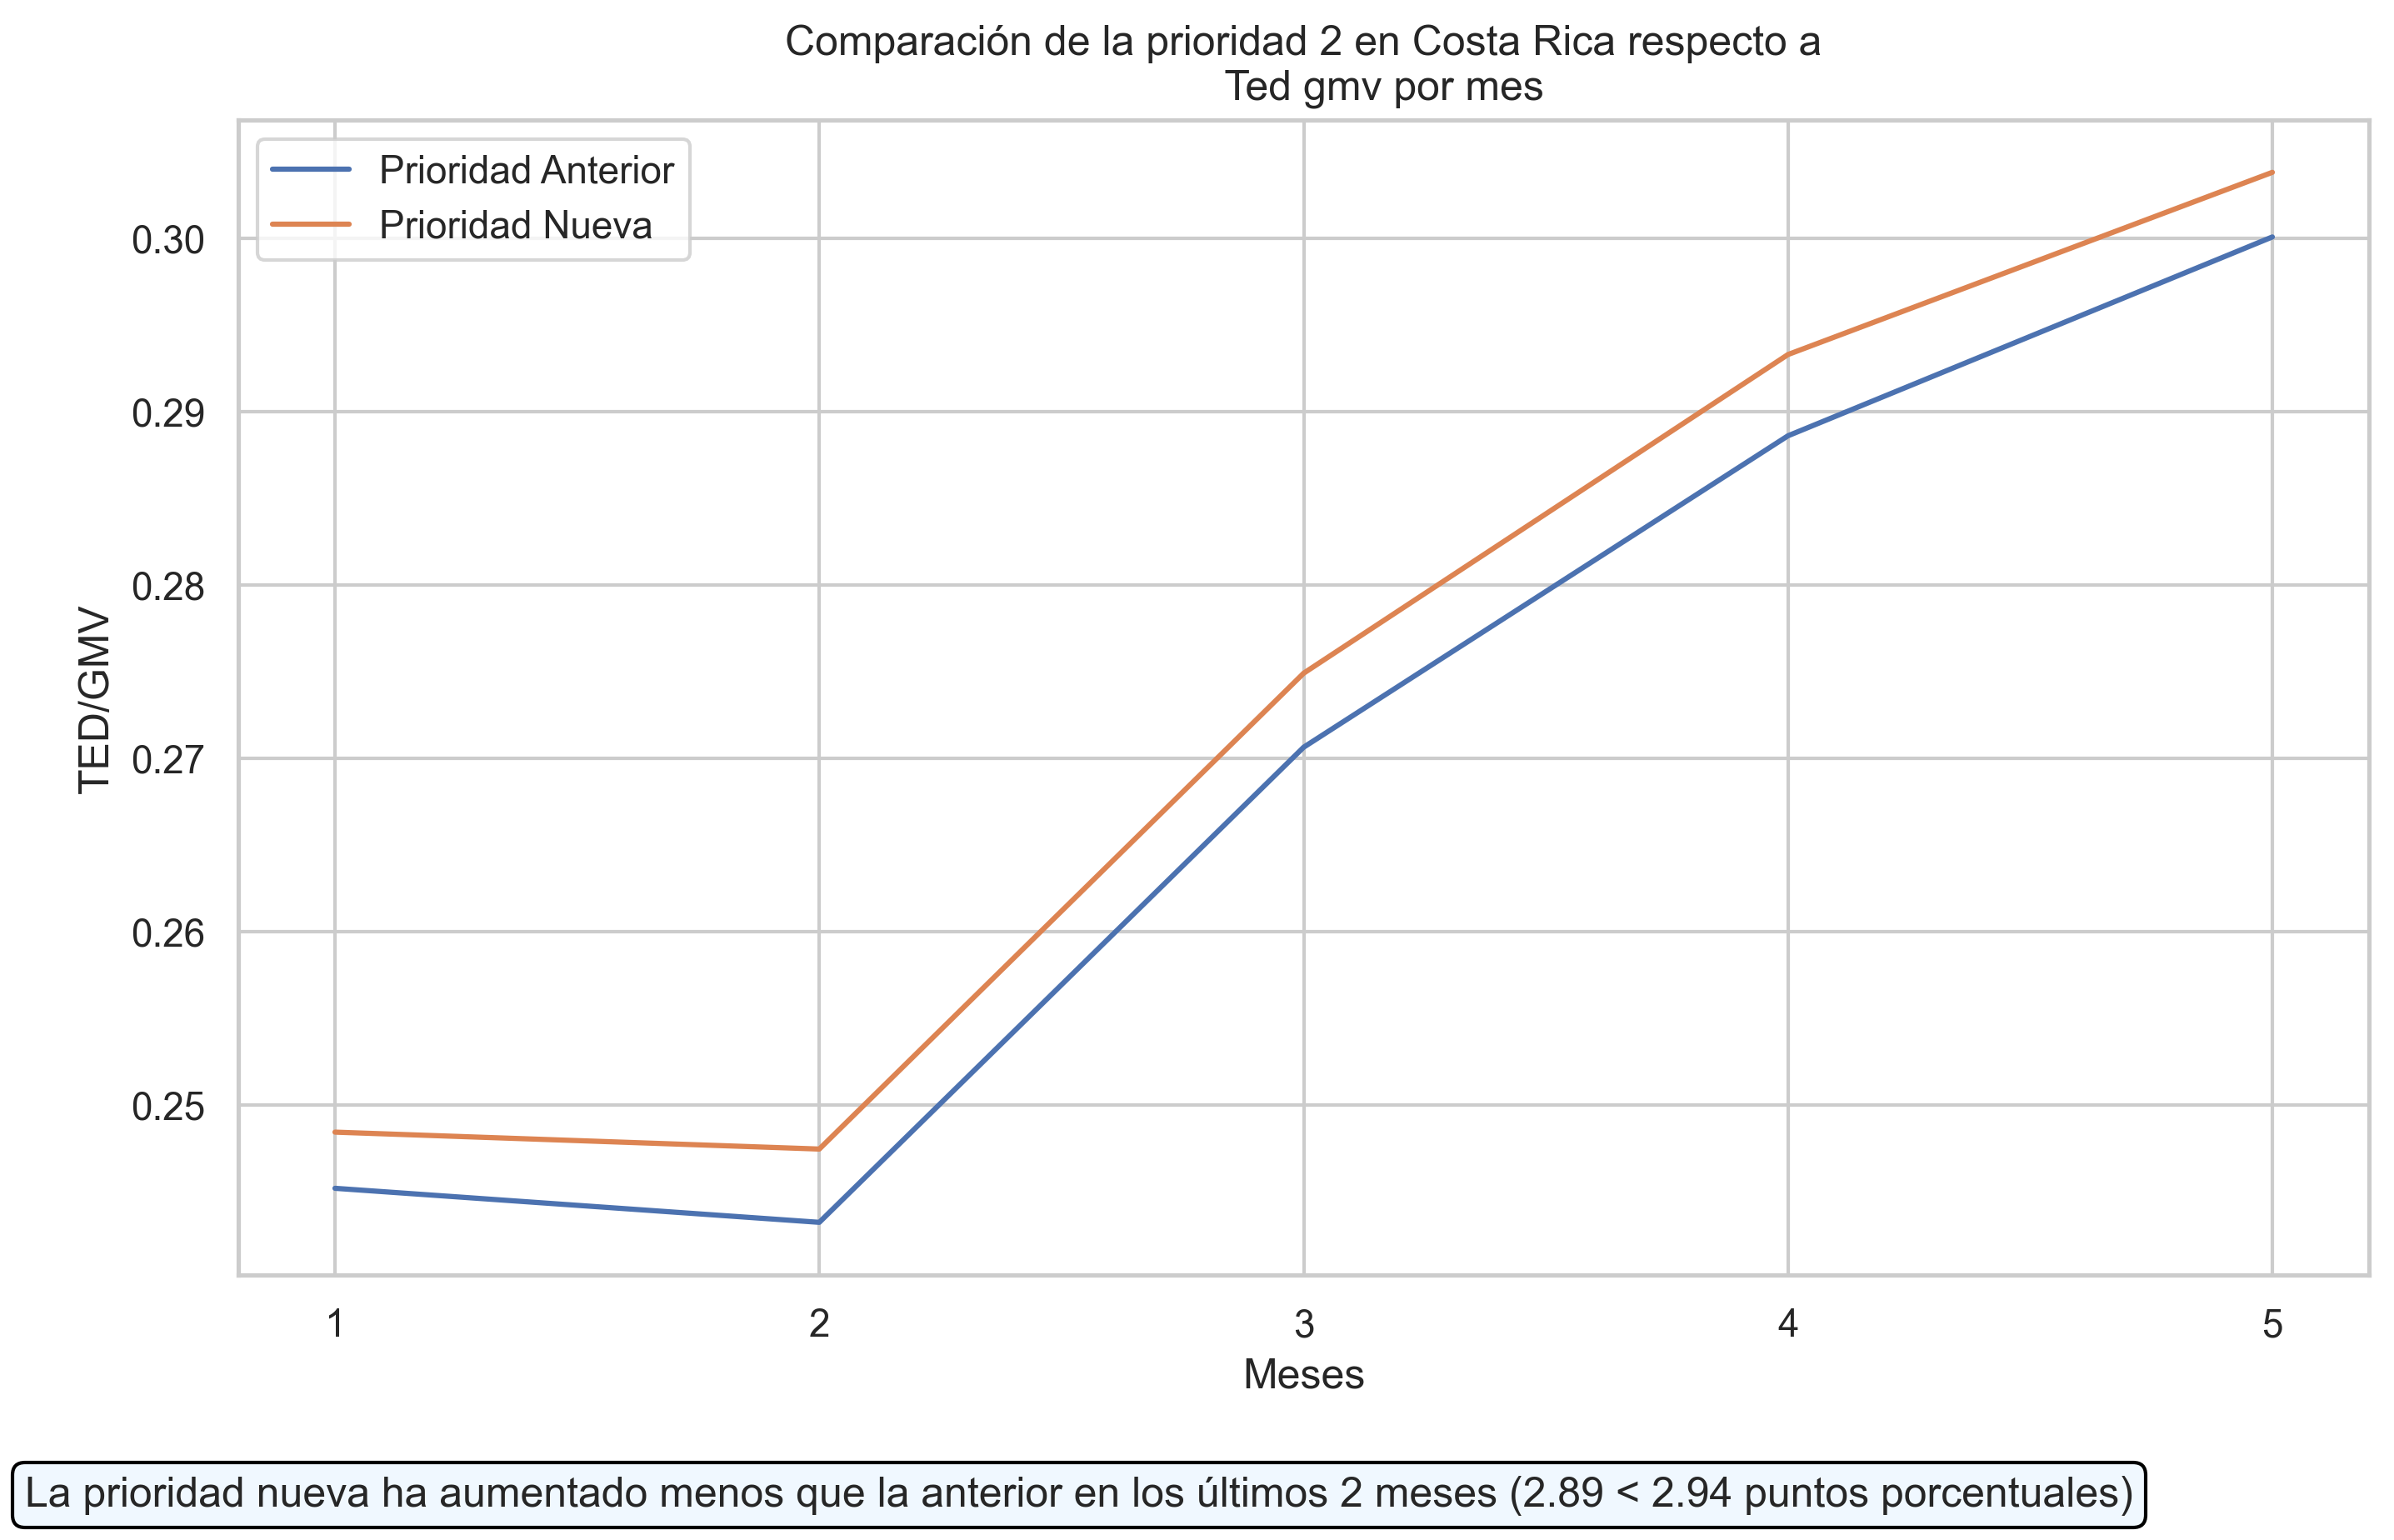 Comparación de la prioridad 2 en Costa Rica respecto a
Ted gmv por mes
Prioridad Anterior
Prioridad Nueva
0.30
0.29
0.28
0.27
0.26
0.25
TED/GMV
1 2 3 4 5
Meses
La prioridad nueva ha aumentado menos que la anterior en los últimos 2 meses (2.89 < 2.94 puntos porcentuales)